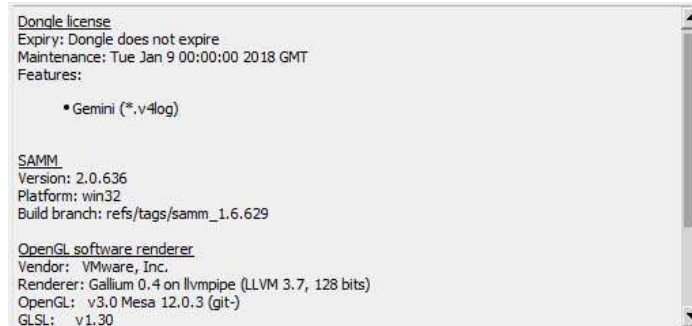 Dongle license
Expiry: Dongle does not expire
Maintenance: Tue Jan 9 00:00:00 2018 GMT
Features:
• Gemini (*.v4log)
SAMM
Version: 2.0.636
Platform: win32
Build branch: refs/tags/samm_1.6.629
OpenGL software renderer
Vendor: VMware, Inc.
Renderer: Gallium 0.4 on llvmpipe (LLVM 3.7, 128 bits)
OpenGL: v3.0 Mesa 12.0.3 (git-)
GLSL: v1.30